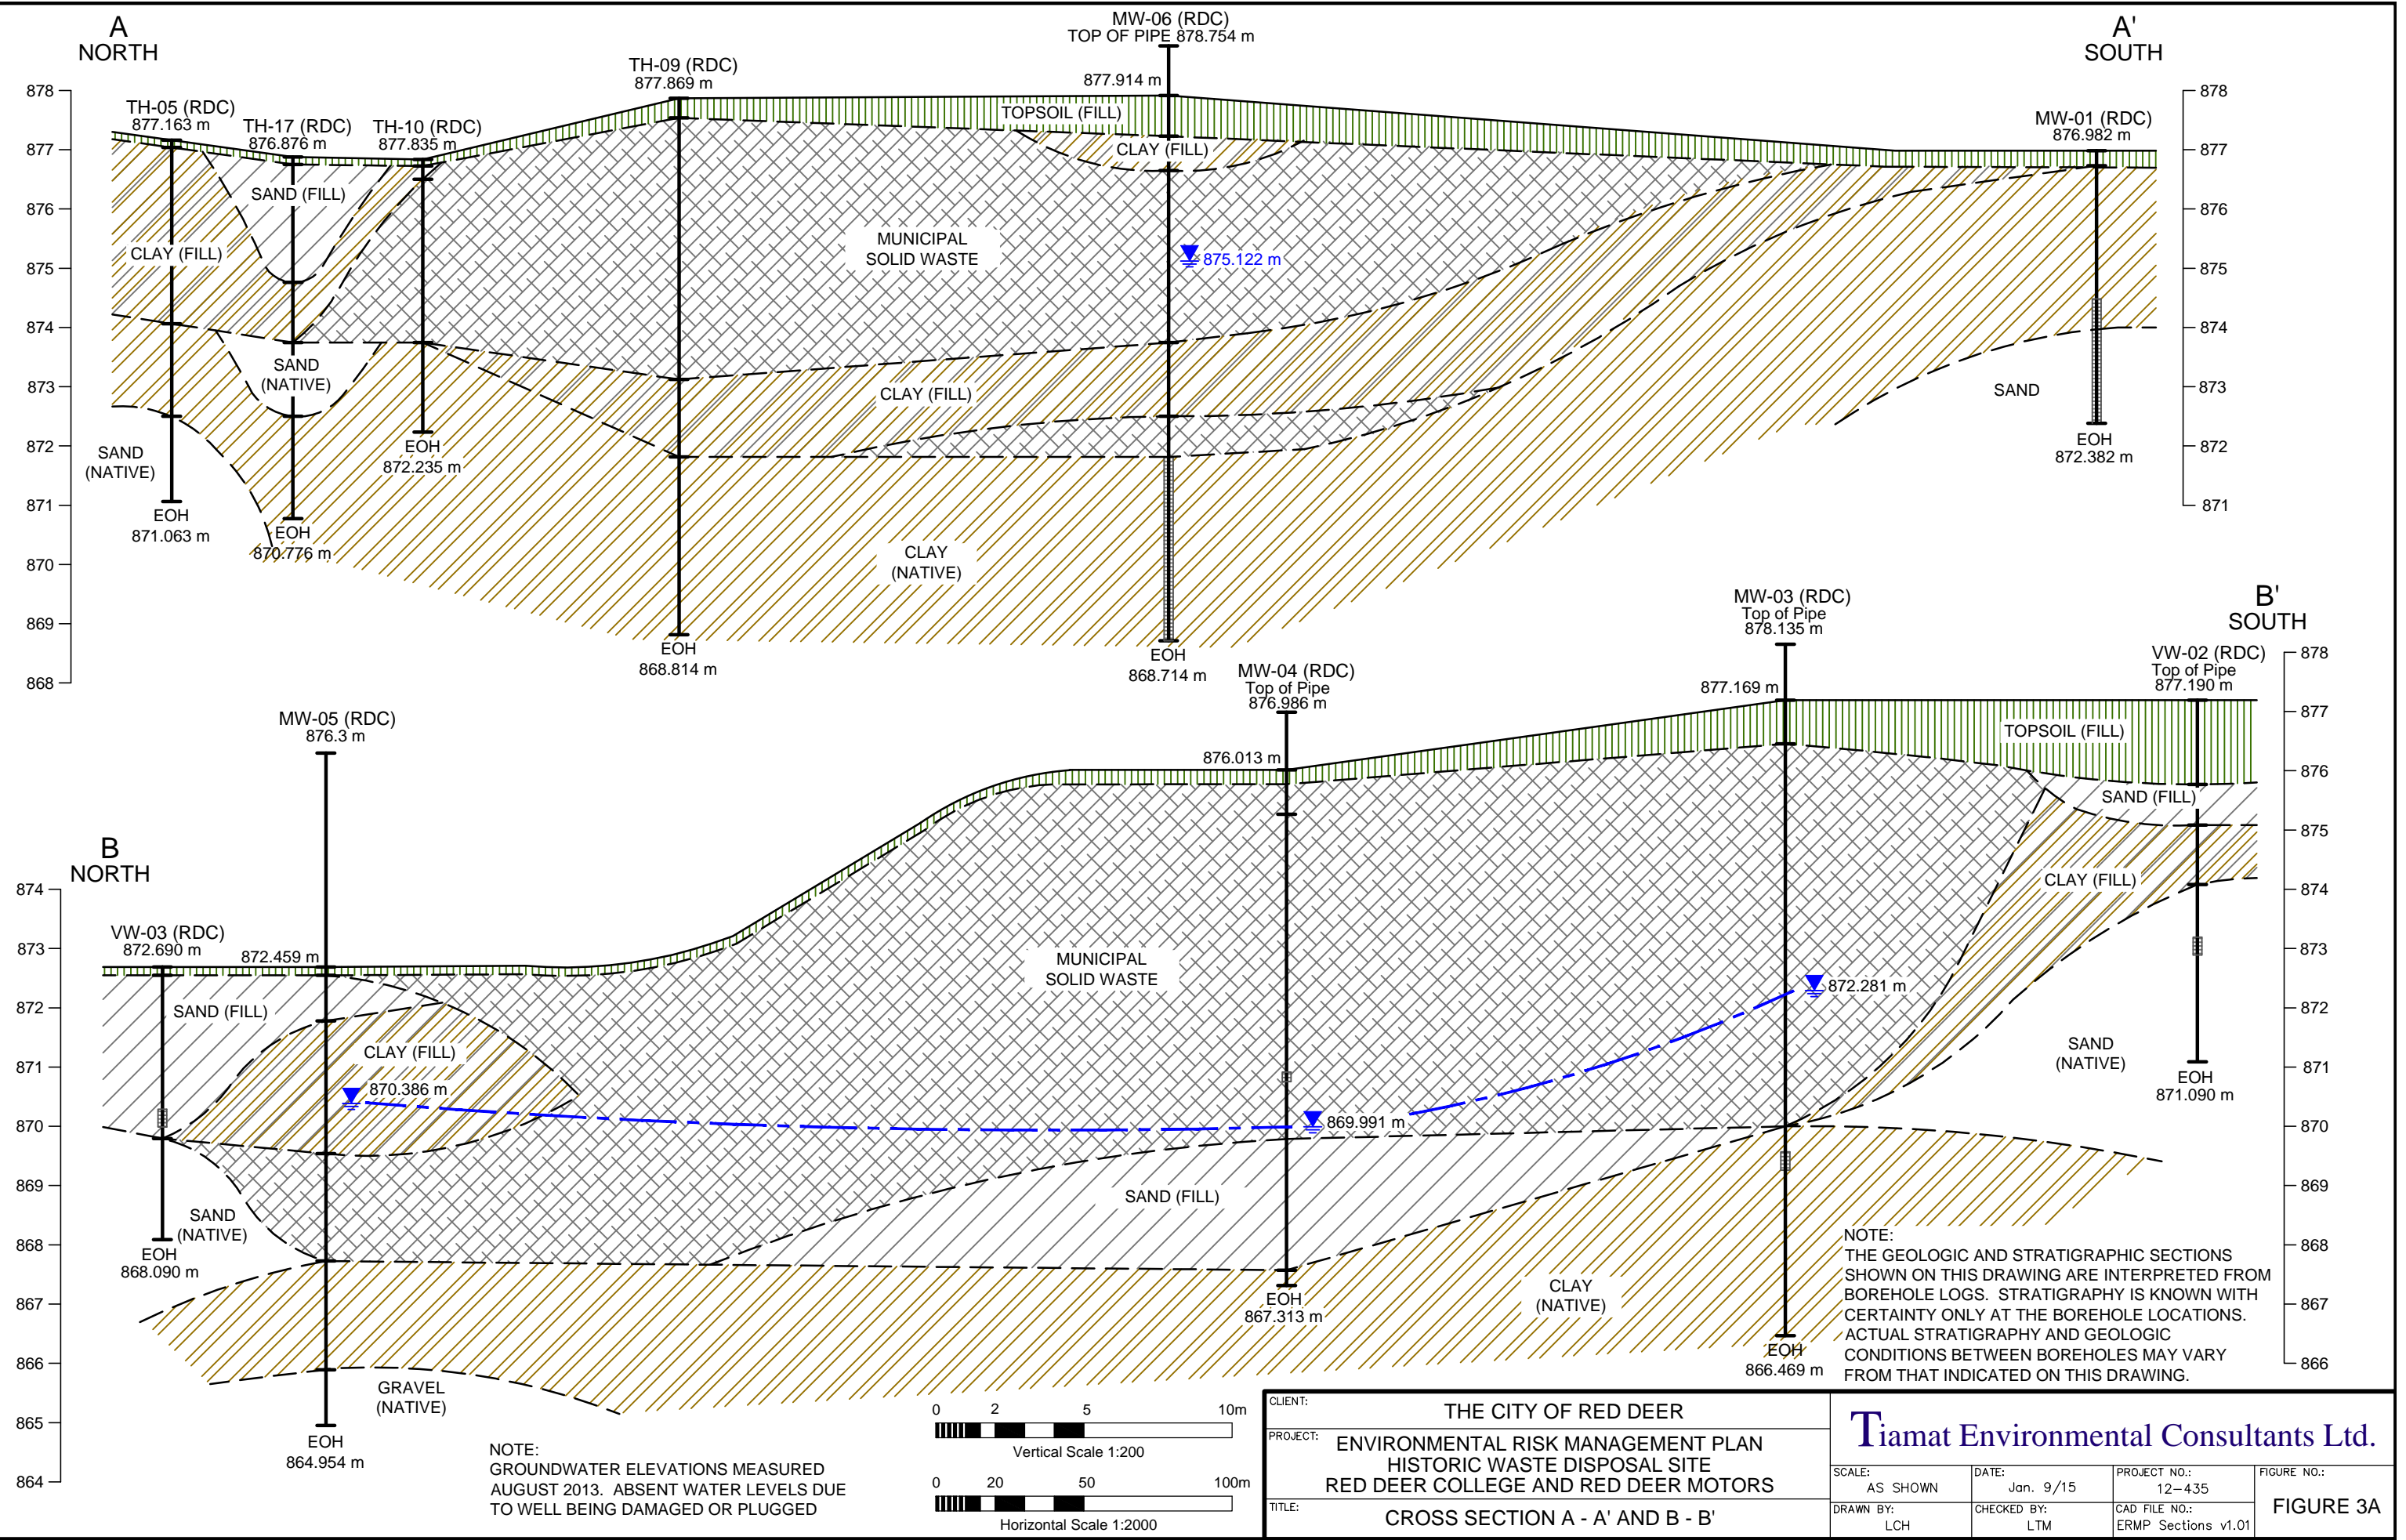 A
NORTH
A'
SOUTH
MW-06 (RDC)
TOP OF PIPE 878.754 m
877.914 m
TH-09 (RDC)
877.869 m
TH-05 (RDC)
877.163 m
TH-17 (RDC)
876.876 m
TH-10 (RDC)
877.835 m
MW-01 (RDC)
876.982 m
878
877
876
875
874
873
872
871
870
869
868
878
877
876
875
874
873
872
871
TOPSOIL (FILL)
CLAY (FILL)
SAND (FILL)
CLAY (FILL)
MUNICIPAL
SOLID WASTE
875.122 m
SAND
(NATIVE)
CLAY (FILL)
SAND
SAND
(NATIVE)
CLAY
(NATIVE)
EOH
871.063 m
EOH
870.776 m
EOH
872.235 m
EOH
868.814 m
EOH
868.714 m
EOH
872.382 m
B
NORTH
B'
SOUTH
MW-05 (RDC)
876.3 m
MW-04 (RDC)
Top of Pipe
876.986 m
876.013 m
MW-03 (RDC)
Top of Pipe
878.135 m
877.169 m
VW-02 (RDC)
Top of Pipe
877.190 m
VW-03 (RDC)
872.690 m
872.459 m
874
873
872
871
870
869
868
867
866
865
864
878
877
876
875
874
873
872
871
870
869
868
867
866
TOPSOIL (FILL)
SAND (FILL)
CLAY (FILL)
MUNICIPAL
SOLID WASTE
SAND (FILL)
CLAY (FILL)
870.386 m
869.991 m
872.281 m
SAND
(NATIVE)
SAND (FILL)
SAND
(NATIVE)
CLAY
(NATIVE)
GRAVEL
(NATIVE)
EOH
868.090 m
EOH
864.954 m
EOH
867.313 m
EOH
866.469 m
EOH
871.090 m
NOTE:
THE GEOLOGIC AND STRATIGRAPHIC SECTIONS
SHOWN ON THIS DRAWING ARE INTERPRETED FROM
BOREHOLE LOGS. STRATIGRAPHY IS KNOWN WITH
CERTAINTY ONLY AT THE BOREHOLE LOCATIONS.
ACTUAL STRATIGRAPHY AND GEOLOGIC
CONDITIONS BETWEEN BOREHOLES MAY VARY
FROM THAT INDICATED ON THIS DRAWING.
NOTE:
GROUNDWATER ELEVATIONS MEASURED
AUGUST 2013. ABSENT WATER LEVELS DUE
TO WELL BEING DAMAGED OR PLUGGED
0 2 5 10m
Vertical Scale 1:200
0 20 50 100m
Horizontal Scale 1:2000
CLIENT:
THE CITY OF RED DEER
PROJECT:
ENVIRONMENTAL RISK MANAGEMENT PLAN
HISTORIC WASTE DISPOSAL SITE
RED DEER COLLEGE AND RED DEER MOTORS
TITLE:
CROSS SECTION A - A' AND B - B'
Tiamat Environmental Consultants Ltd.
SCALE:
AS SHOWN
DATE:
Jan. 9/15
PROJECT NO.:
12-435
FIGURE NO.:
FIGURE 3A
DRAWN BY:
LCH
CHECKED BY:
LTM
CAD FILE NO.:
ERMP Sections v1.01